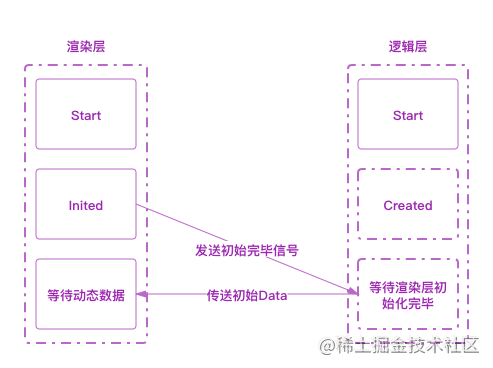 渲染层
逻辑层
Start
Start
Inited
Created
发送初始完毕信号
等待动态数据
传送初始Data
等待渲染层初
始化完毕
@稀土掘金技术社区